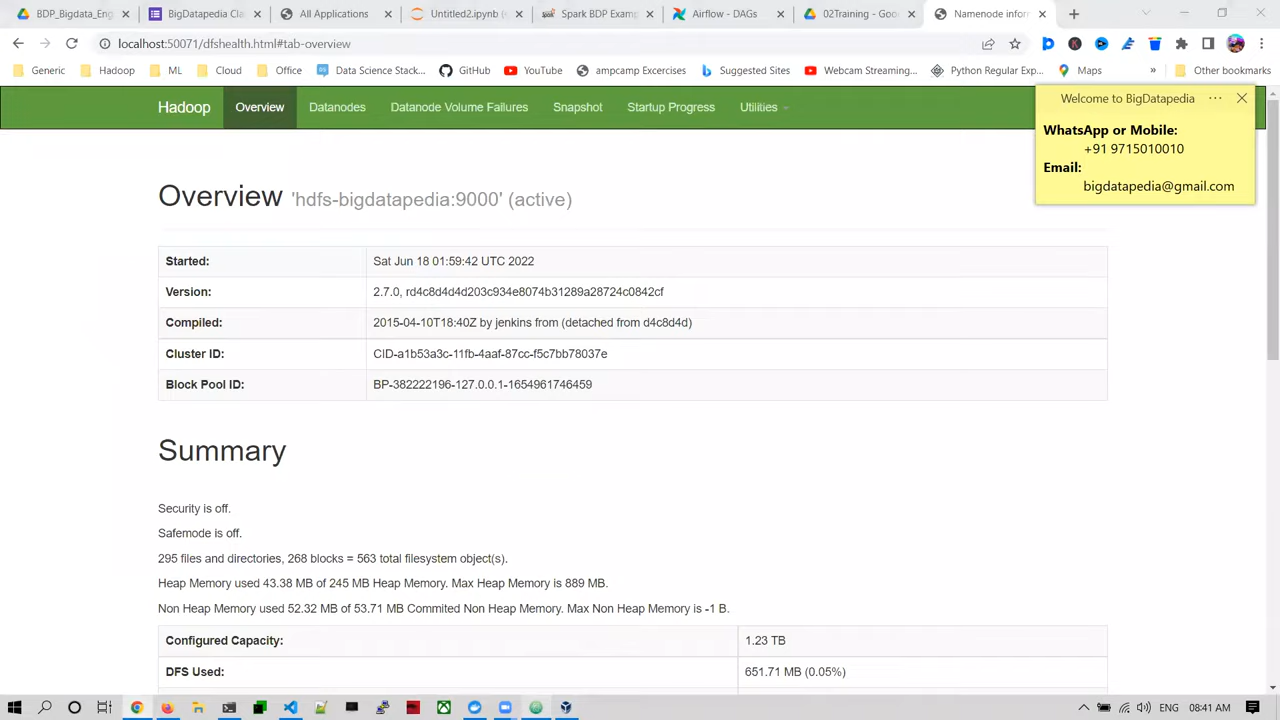 BDP_Bigdata_Eng
BigDatapedia Cla
All Applications
Untitled2.ipynb (
Spark BDP Examp
Airflow - DAGs
02Training - Goo
Namenode inform
localhost:50071/dfshealth.html#tab-overview
Generic
Hadoop
ML
Cloud
Office
Data Science Stack...
GitHub
YouTube
ampcamp Excercises
Suggested Sites
Webcam Streaming...
Python Regular Exp...
Maps
»
Other bookmarks
Hadoop
Overview
Datanodes
Datanode Volume Failures
Snapshot
Startup Progress
Utilities
Welcome to BigDatapedia
WhatsApp or Mobile:
+91 9715010010
Email:
bigdatapedia@gmail.com
Overview 'hdfs-bigdatapedia:9000' (active)
Started: Sat Jun 18 01:59:42 UTC 2022
Version: 2.7.0, rd4c8d4d4d203c934e8074b31289a28724c0842cf
Compiled: 2015-04-10T18:40Z by jenkins from (detached from d4c8d4d)
Cluster ID: CID-a1b53a3c-11fb-4aaf-87cc-f5c7bb78037e
Block Pool ID: BP-382222196-127.0.0.1-1654961746459
Summary
Security is off.
Safemode is off.
295 files and directories, 268 blocks = 563 total filesystem object(s).
Heap Memory used 43.38 MB of 245 MB Heap Memory. Max Heap Memory is 889 MB.
Non Heap Memory used 52.32 MB of 53.71 MB Commited Non Heap Memory. Max Non Heap Memory is -1 B.
Configured Capacity: 1.23 TB
DFS Used: 651.71 MB (0.05%)
ENG
08:41 AM